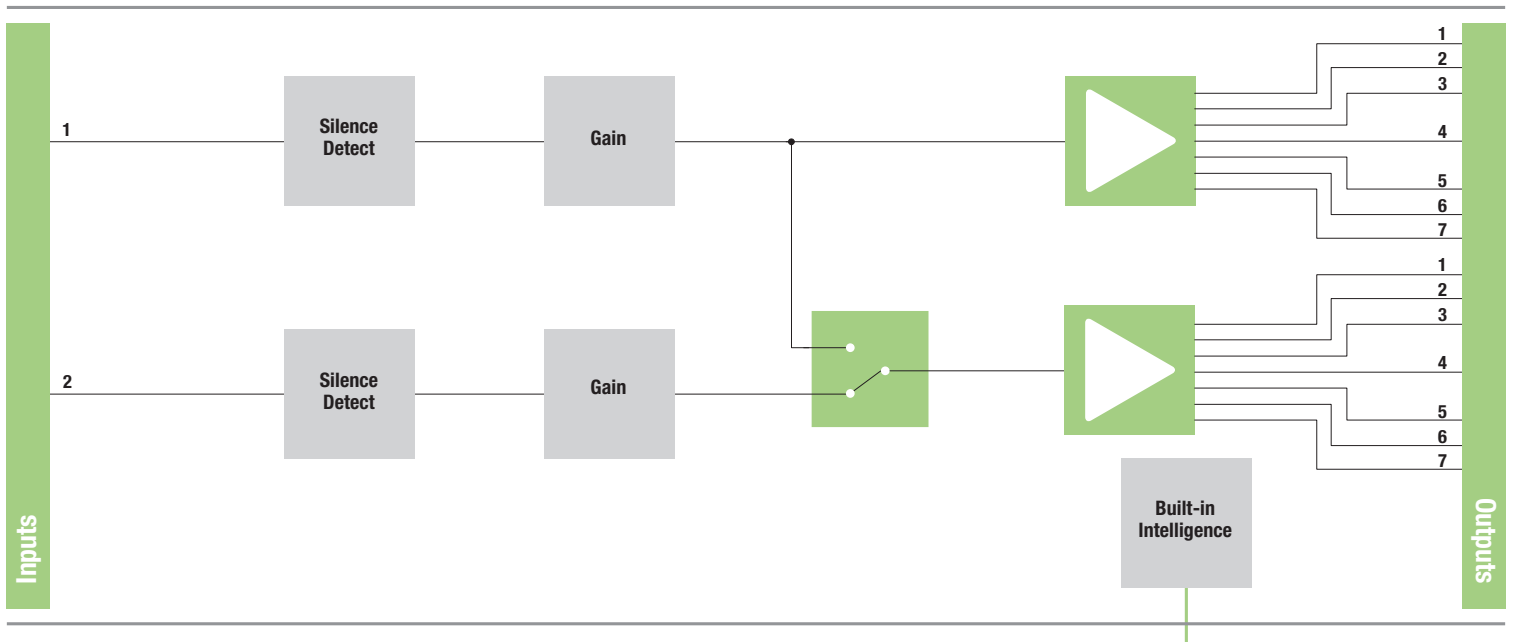 Inputs
1
Silence
Detect
Gain
1
2
3
4
5
6
7
2
Silence
Detect
Gain
1
2
3
4
5
6
7
Built-in
Intelligence
Outputs